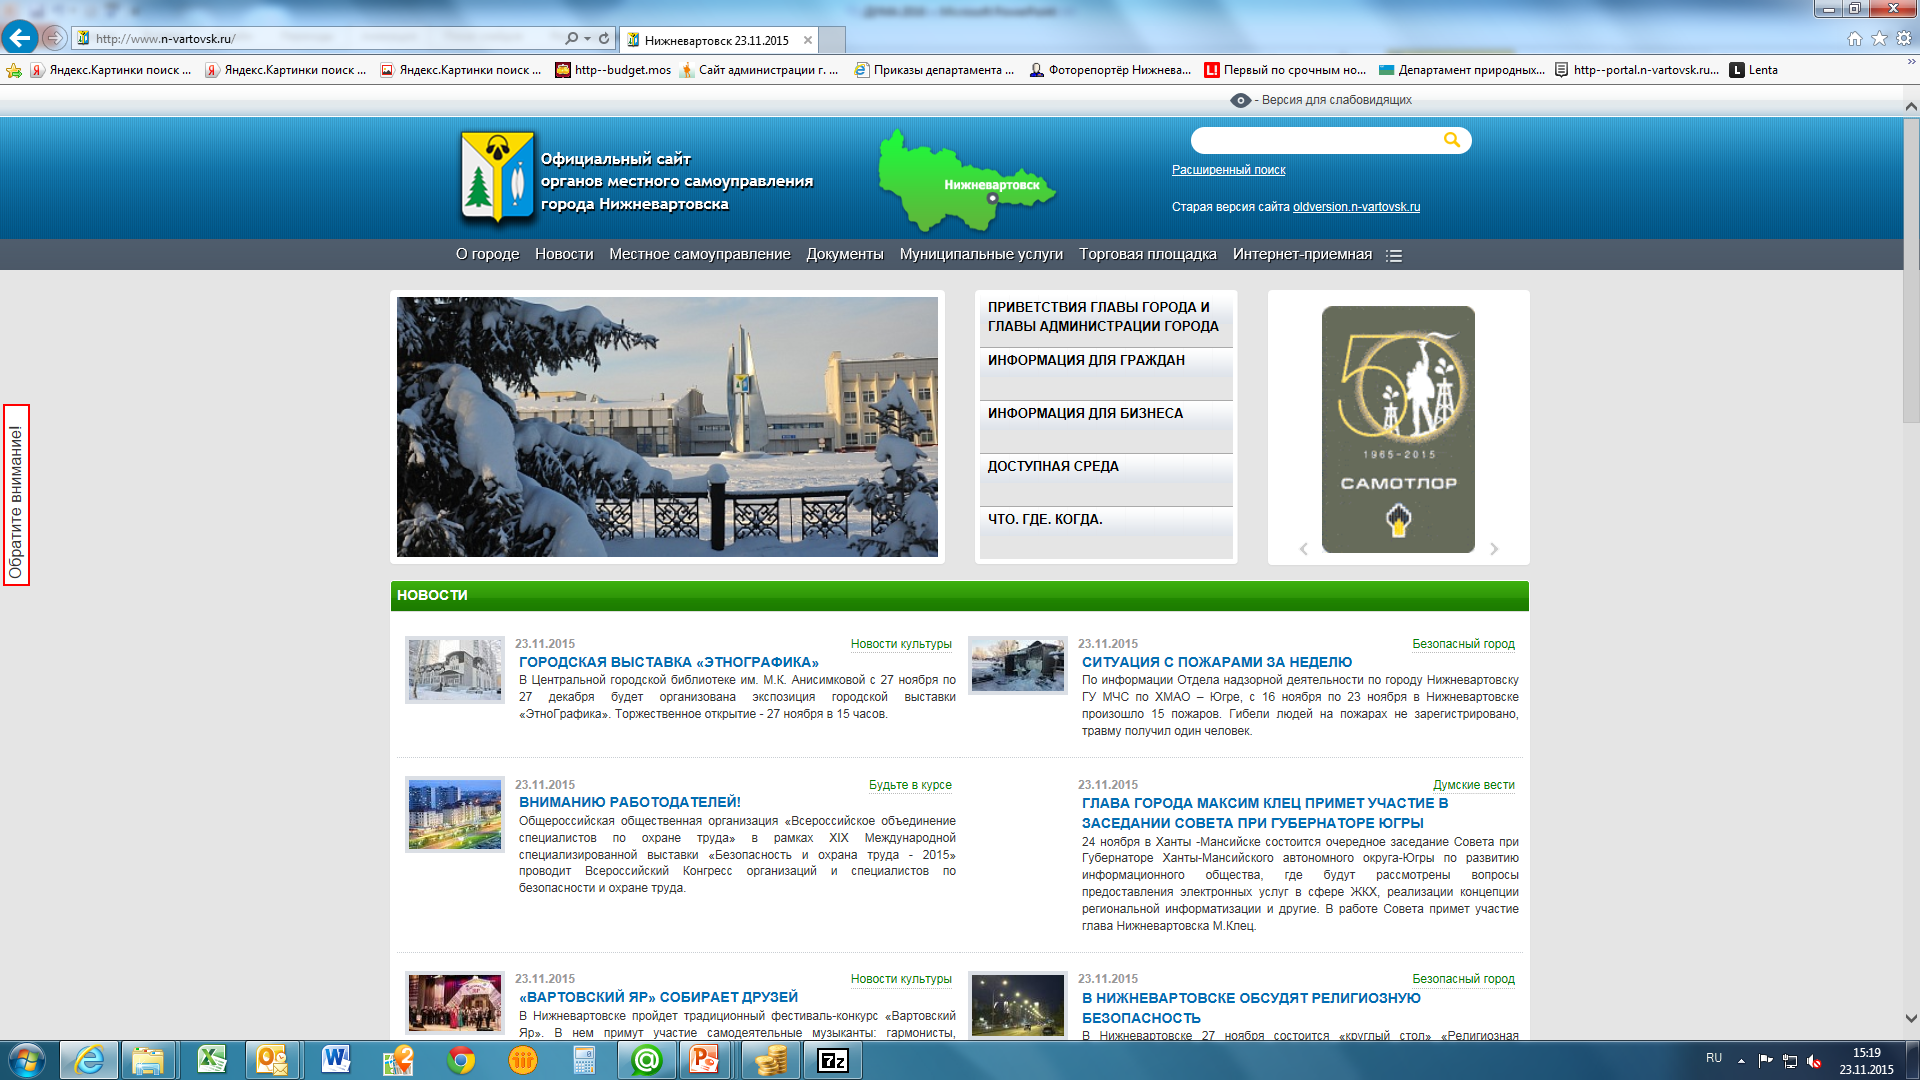 http://www.n-vartovsk.ru/
Нижневартовск 23.11.2015
Яндекс.Картинки поиск ...
Яндекс.Картинки поиск ...
Яндекс.Картинки поиск ...
http--budget.mos
Сайт администрации г. ...
Приказы департамента ...
Фоторепортёр Нижнева...
Первый по срочным но...
Департамент природных...
http--portal.n-vartovsk.ru...
Lenta
- Версия для слабовидящих
Официальный сайт
органов местного самоуправления
города Нижневартовска
Нижневартовск
Расширенный поиск
Старая версия сайта oldversion.n-vartovsk.ru
О городе Новости Местное самоуправление Документы Муниципальные услуги Торговая площадка Интернет-приемная
Обратите внимание!
ПРИВЕТСТВИЯ ГЛАВЫ ГОРОДА И
ГЛАВЫ АДМИНИСТРАЦИИ ГОРОДА
ИНФОРМАЦИЯ ДЛЯ ГРАЖДАН
ИНФОРМАЦИЯ ДЛЯ БИЗНЕСА
ДОСТУПНАЯ СРЕДА
ЧТО. ГДЕ. КОГДА.
50
1965-2015
САМОТЛОР
НОВОСТИ
23.11.2015 Новости культуры
ГОРОДСКАЯ ВЫСТАВКА «ЭТНОГРАФИКА»
В Центральной городской библиотеке им. М.К. Анисимковой с 27 ноября по
27 декабря будет организована экспозиция городской выставки
«ЭтноГрафика». Торжественное открытие - 27 ноября в 15 часов.
23.11.2015 Безопасный город
СИТУАЦИЯ С ПОЖАРАМИ ЗА НЕДЕЛЮ
По информации Отдела надзорной деятельности по городу Нижневартовску
ГУ МЧС по ХМАО – Югре, с 16 ноября по 23 ноября в Нижневартовске
произошло 15 пожаров. Гибели людей на пожарах не зарегистрировано,
травму получил один человек.
23.11.2015 Будьте в курсе
ВНИМАНИЮ РАБОТОДАТЕЛЕЙ!
Общероссийская общественная организация «Всероссийское объединение
специалистов по охране труда» в рамках XIX Международной
специализированной выставки «Безопасность и охрана труда - 2015»
проводит Всероссийский Конгресс организаций и специалистов по
безопасности и охране труда.
23.11.2015 Думские вести
ГЛАВА ГОРОДА МАКСИМ КЛЕЦ ПРИМЕТ УЧАСТИЕ В
ЗАСЕДАНИИ СОВЕТА ПРИ ГУБЕРНАТОРЕ ЮГРЫ
24 ноября в Ханты -Мансийске состоится очередное заседание Совета при
Губернаторе Ханты-Мансийского автономного округа-Югры по развитию
информационного общества, где будут рассмотрены вопросы
предоставления электронных услуг в сфере ЖКХ, реализации концепции
региональной информатизации и другие. В работе Совета примет участие
глава Нижневартовска М.Клец.
23.11.2015 Новости культуры
«ВАРТОВСКИЙ ЯР» СОБИРАЕТ ДРУЗЕЙ
В Нижневартовске пройдет традиционный фестиваль-конкурс «Вартовский
Яр». В нем примут участие самодеятельные музыканты: гармонисты,
23.11.2015 Безопасный город
В НИЖНЕВАРТОВСКЕ ОБСУДЯТ РЕЛИГИОЗНУЮ
БЕЗОПАСНОСТЬ
В Нижневартовске 27 ноября состоится «круглый стол» «Религиозная
RU
15:19
23.11.2015